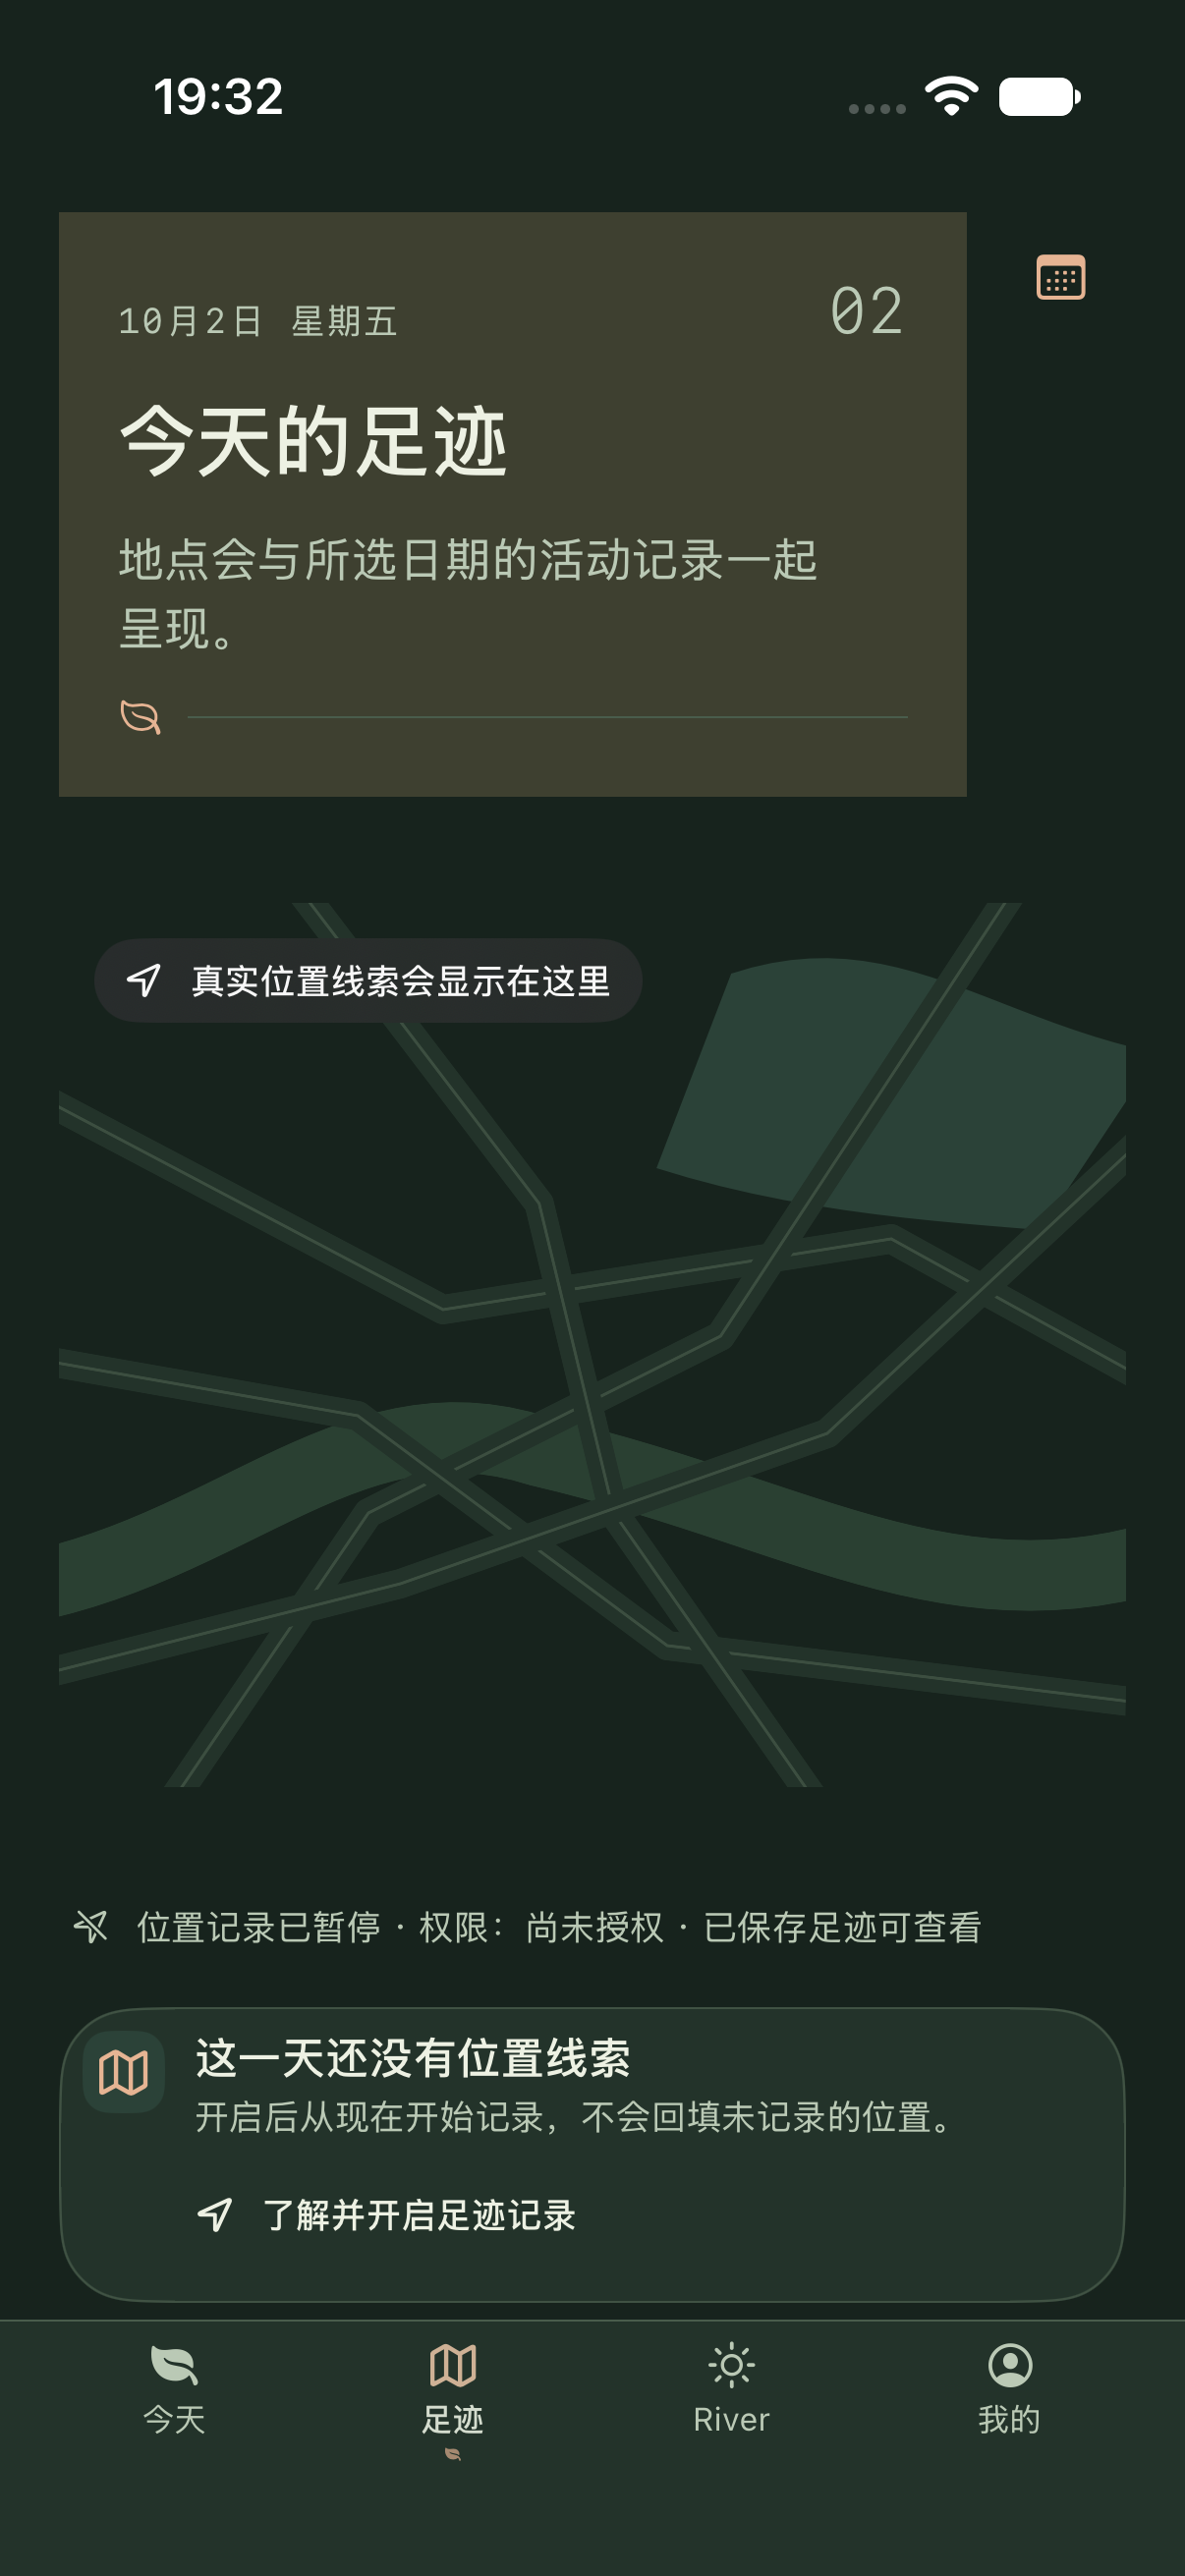 19:32
10月2日 星期五
02
今天的足迹
地点会与所选日期的活动记录一起
呈现。
真实位置线索会显示在这里
位置记录已暂停 · 权限：尚未授权 · 已保存足迹可查看
这一天还没有位置线索
开启后从现在开始记录，不会回填未记录的位置。
了解并开启足迹记录
今天
足迹
River
我的